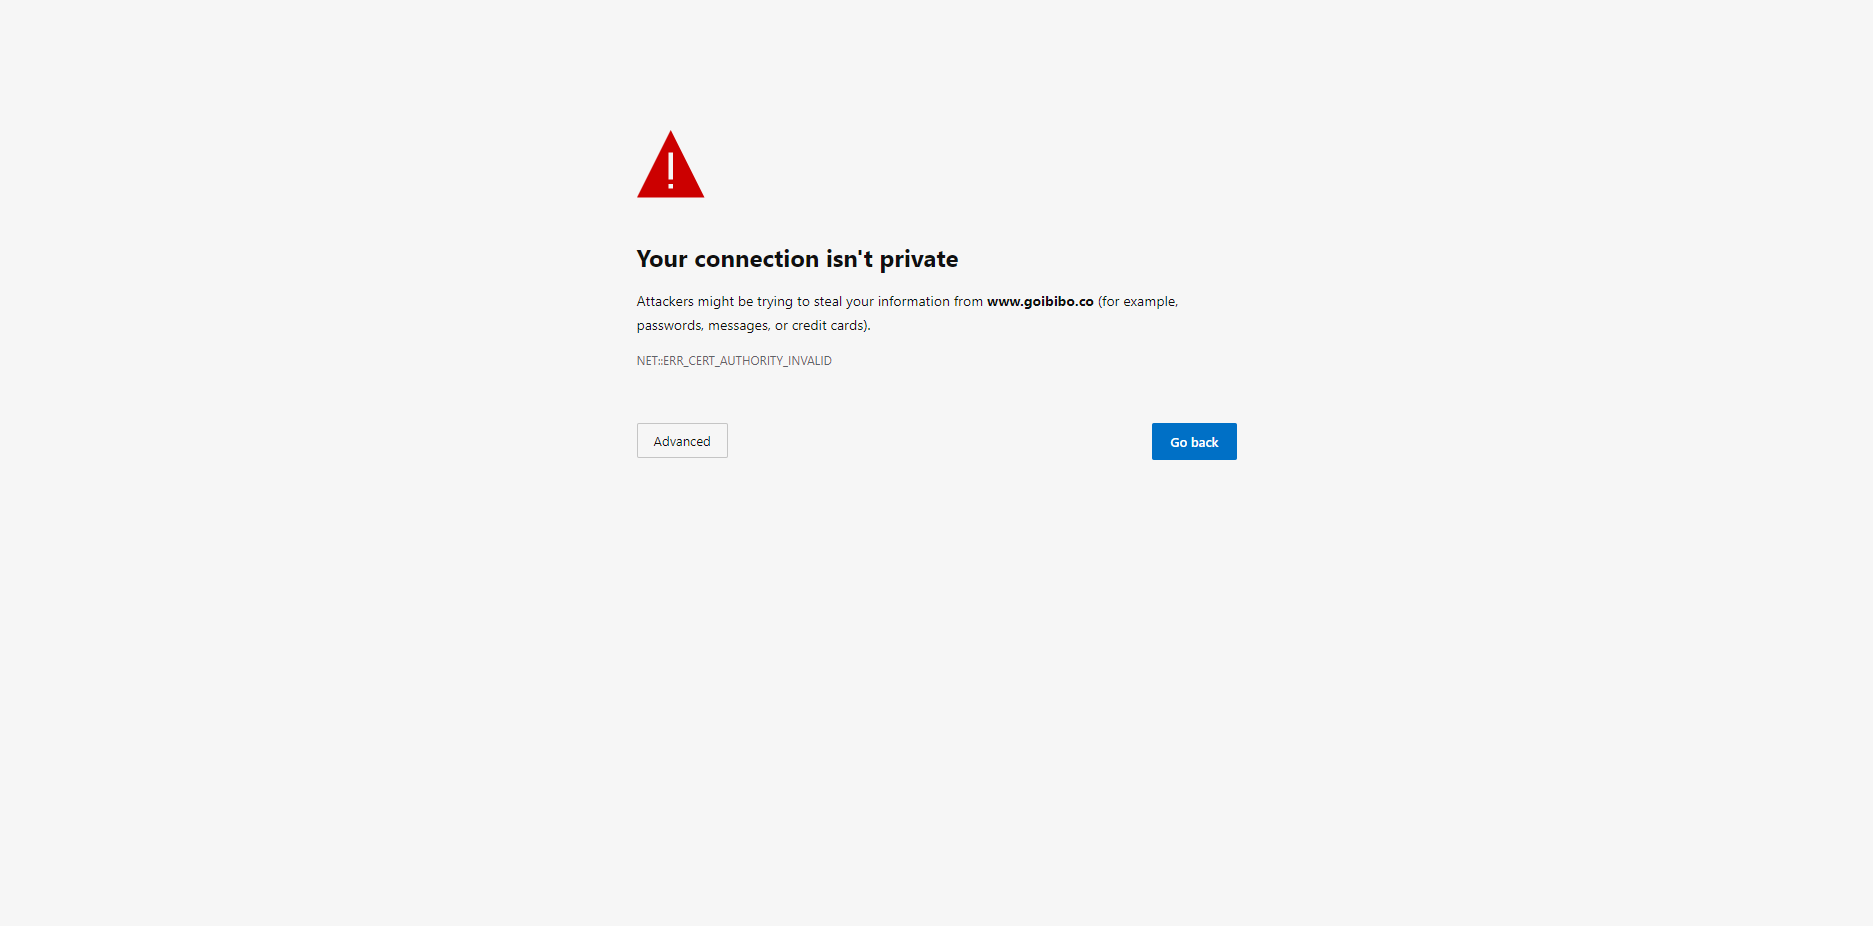 Your connection isn't private
Attackers might be trying to steal your information from www.goibibo.co (for example,
passwords, messages, or credit cards).
NET::ERR_CERT_AUTHORITY_INVALID
Advanced
Go back